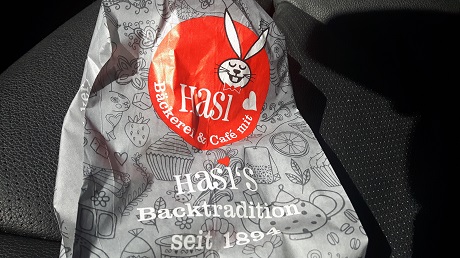 Hasi
Bäckerei & Café mit
Hasi's
Backtradition
seit 1894